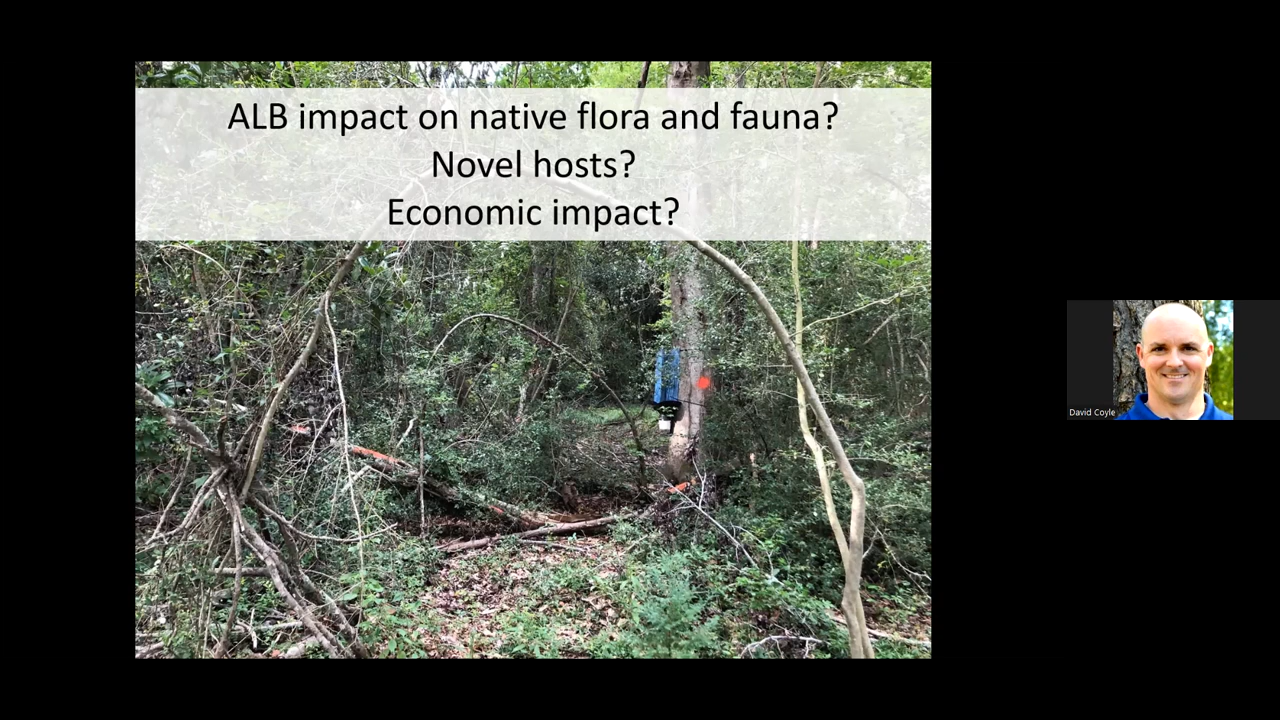 ALB impact on native flora and fauna?
Novel hosts?
Economic impact?
David Coyle